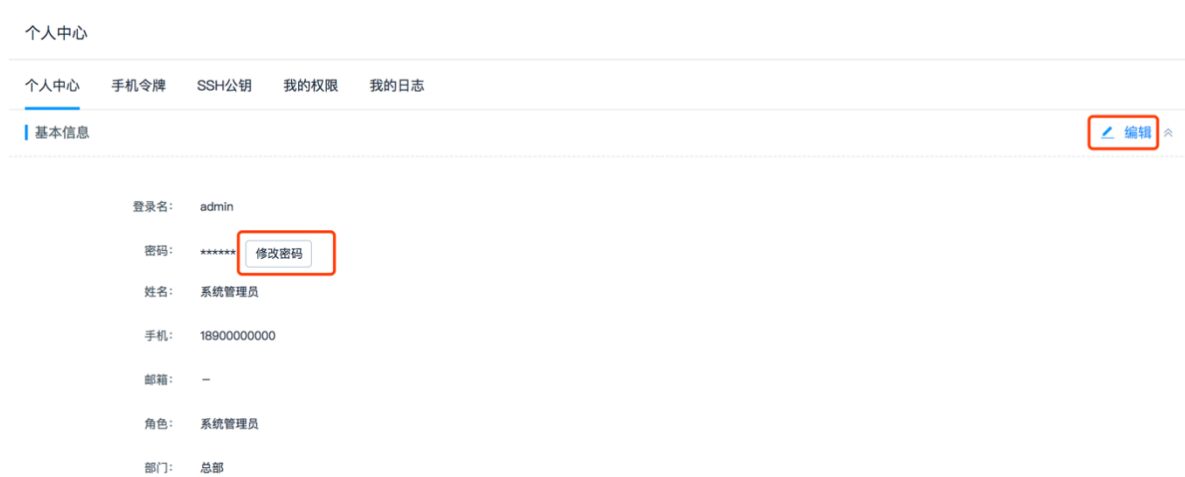 个人中心
个人中心 手机令牌 SSH公钥 我的权限 我的日志
基本信息 编辑
登录名： admin
密码： ****** 修改密码
姓名： 系统管理员
手机： 18900000000
邮箱： －
角色： 系统管理员
部门： 总部